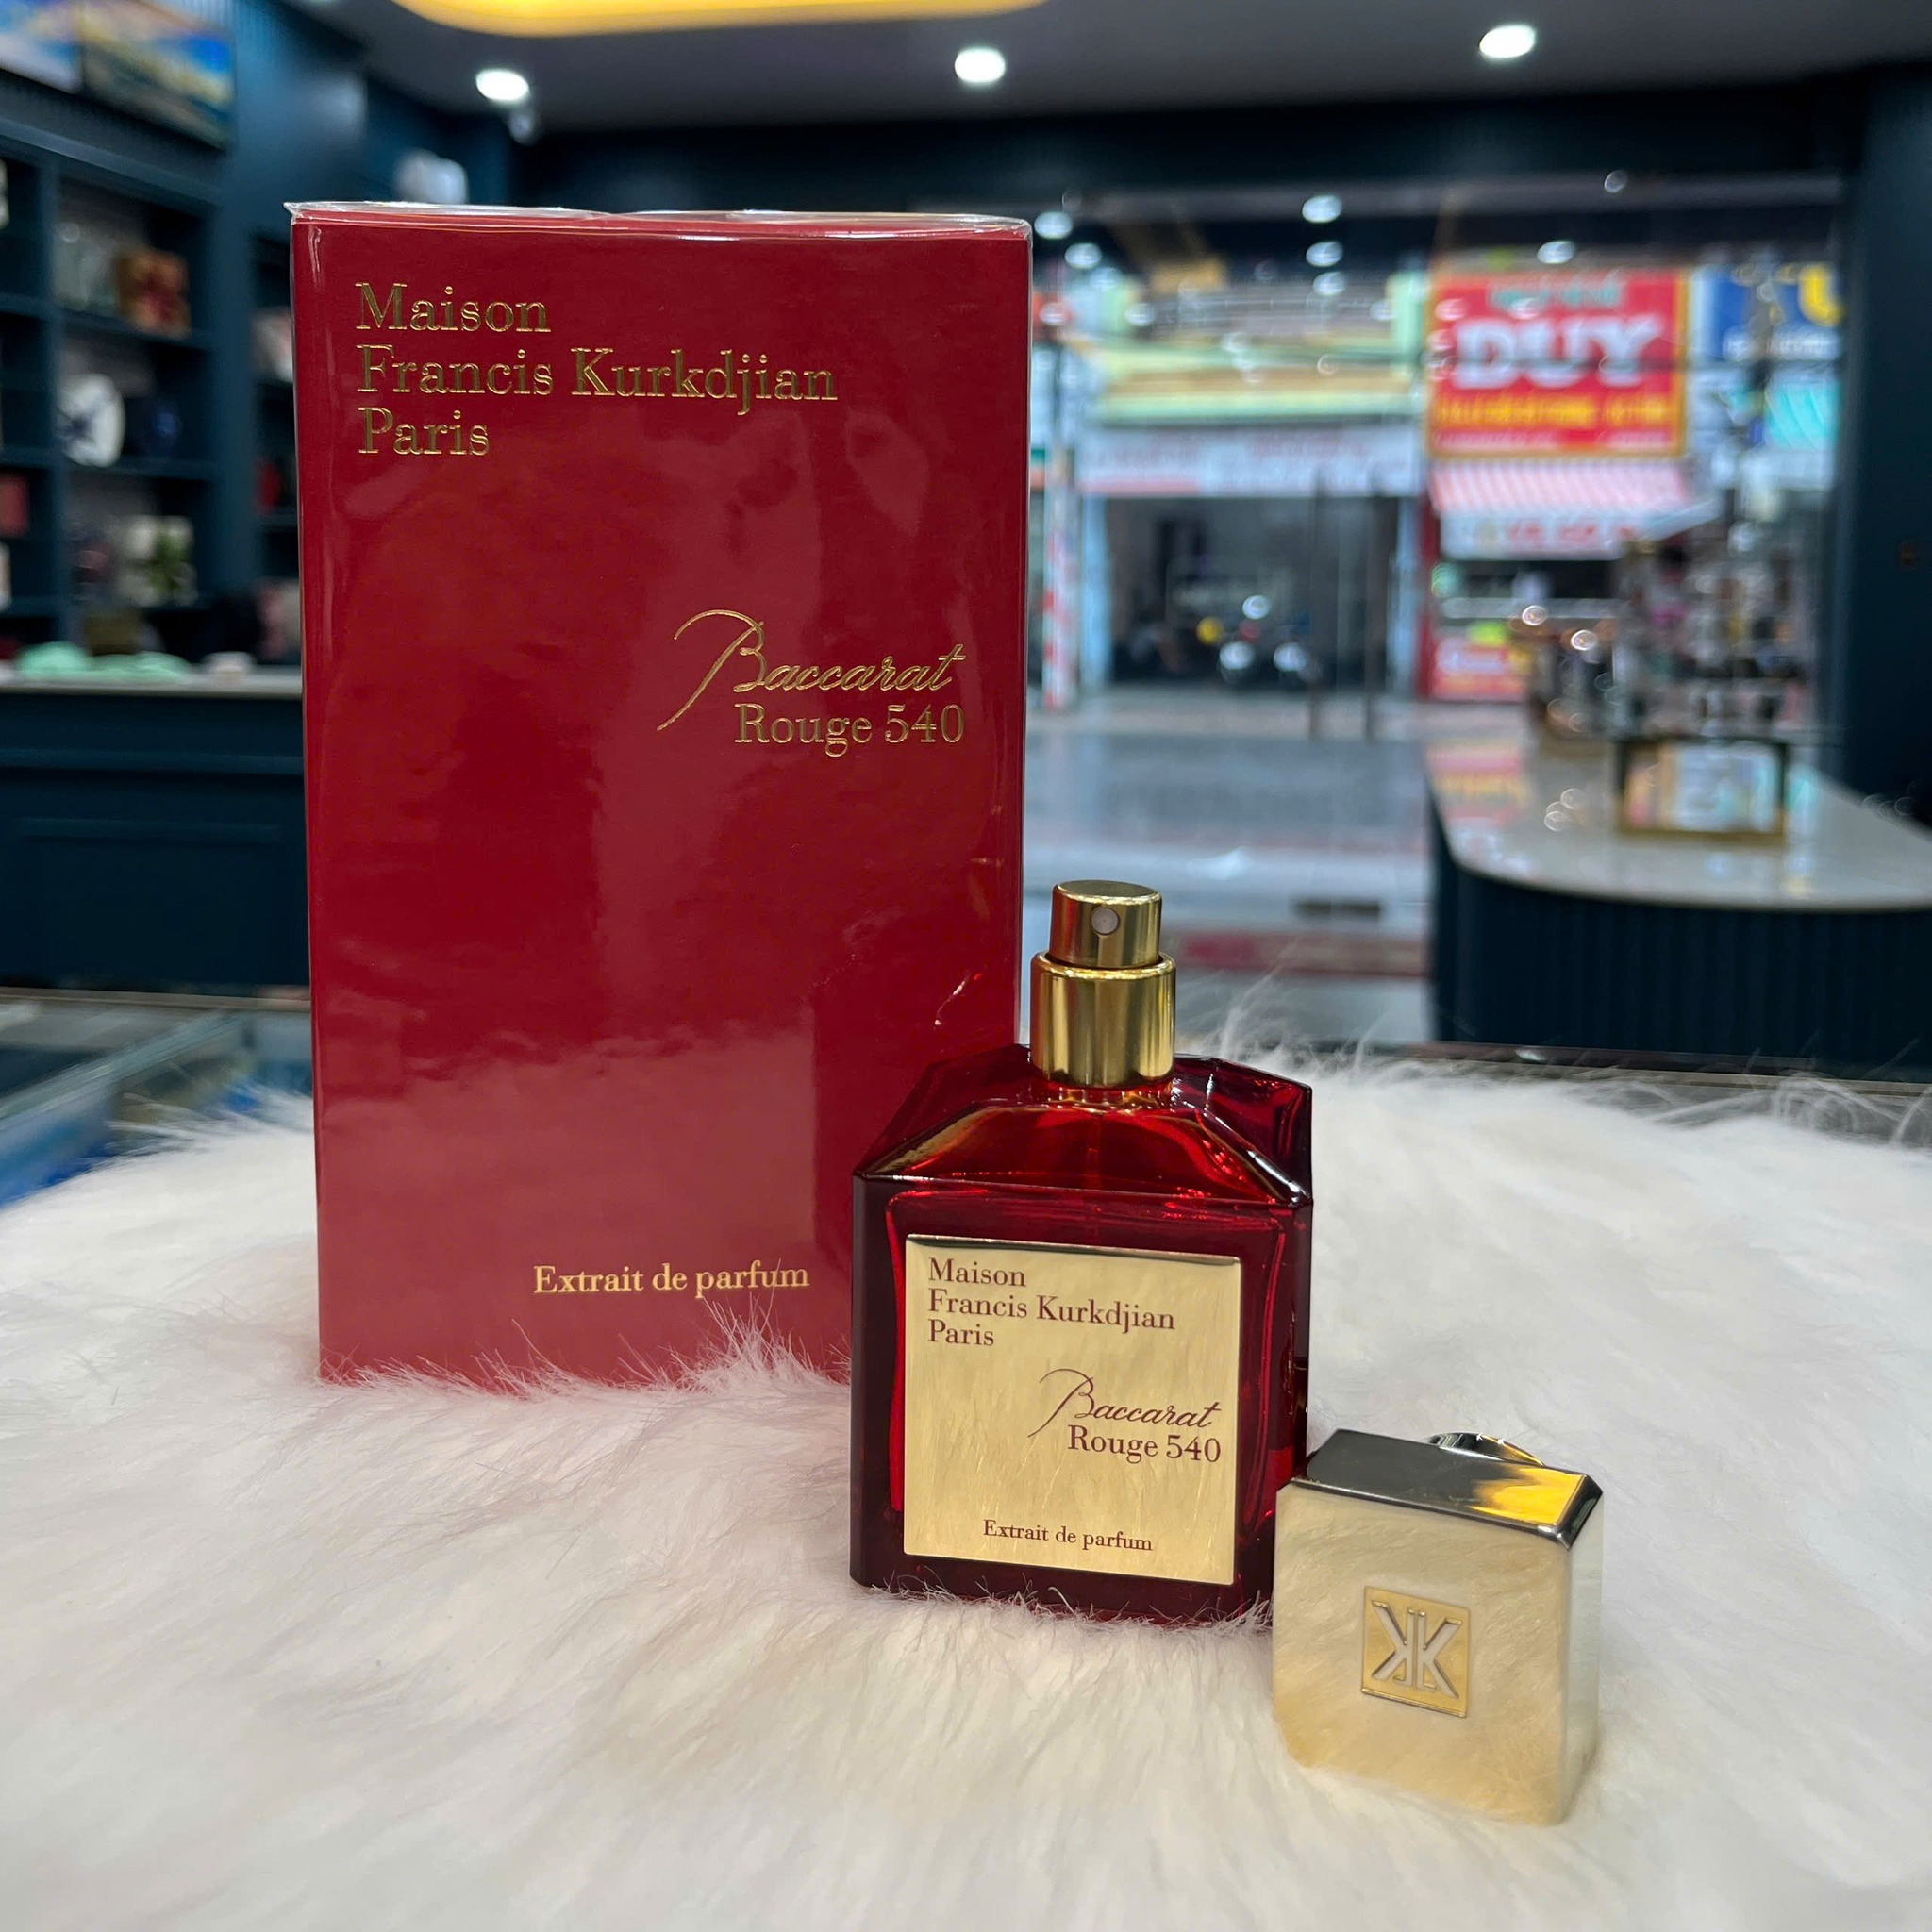 Maison
Francis Kurkdjian
Paris
Baccarat
Rouge 540
Extrait de parfum
Maison
Francis Kurkdjian
Paris
Baccarat
Rouge 540
Extrait de parfum
DUY